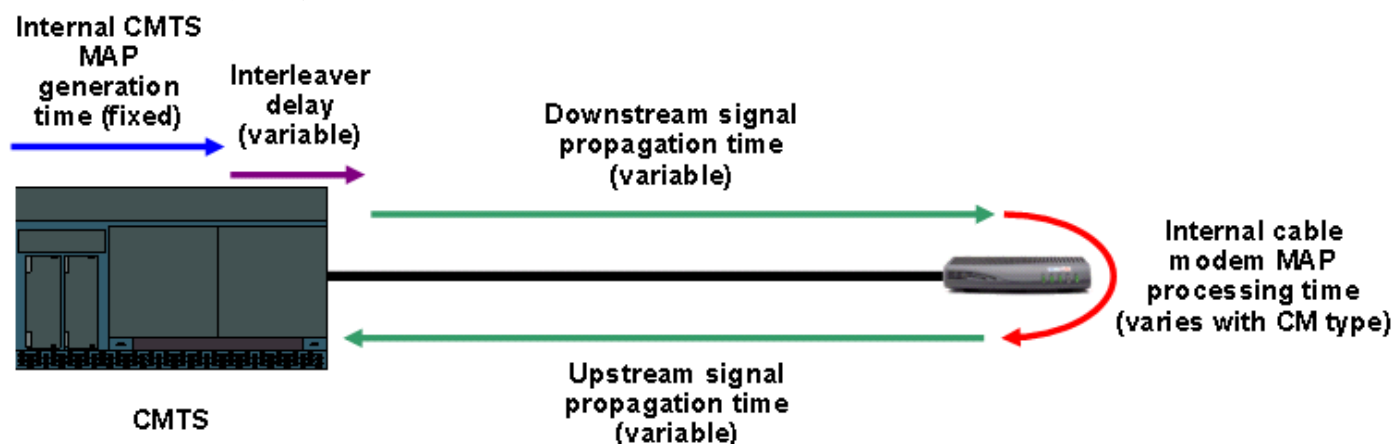 Internal CMTS
MAP
generation
time (fixed)
Interleaver
delay
(variable)
Downstream signal
propagation time
(variable)
Internal cable
modem MAP
processing time
(varies with CM type)
Upstream signal
propagation time
(variable)
CMTS